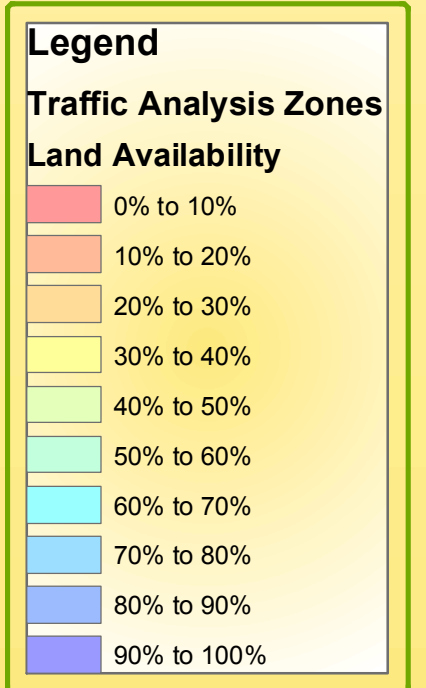 Legend
Traffic Analysis Zones
Land Availability
0% to 10%
10% to 20%
20% to 30%
30% to 40%
40% to 50%
50% to 60%
60% to 70%
70% to 80%
80% to 90%
90% to 100%